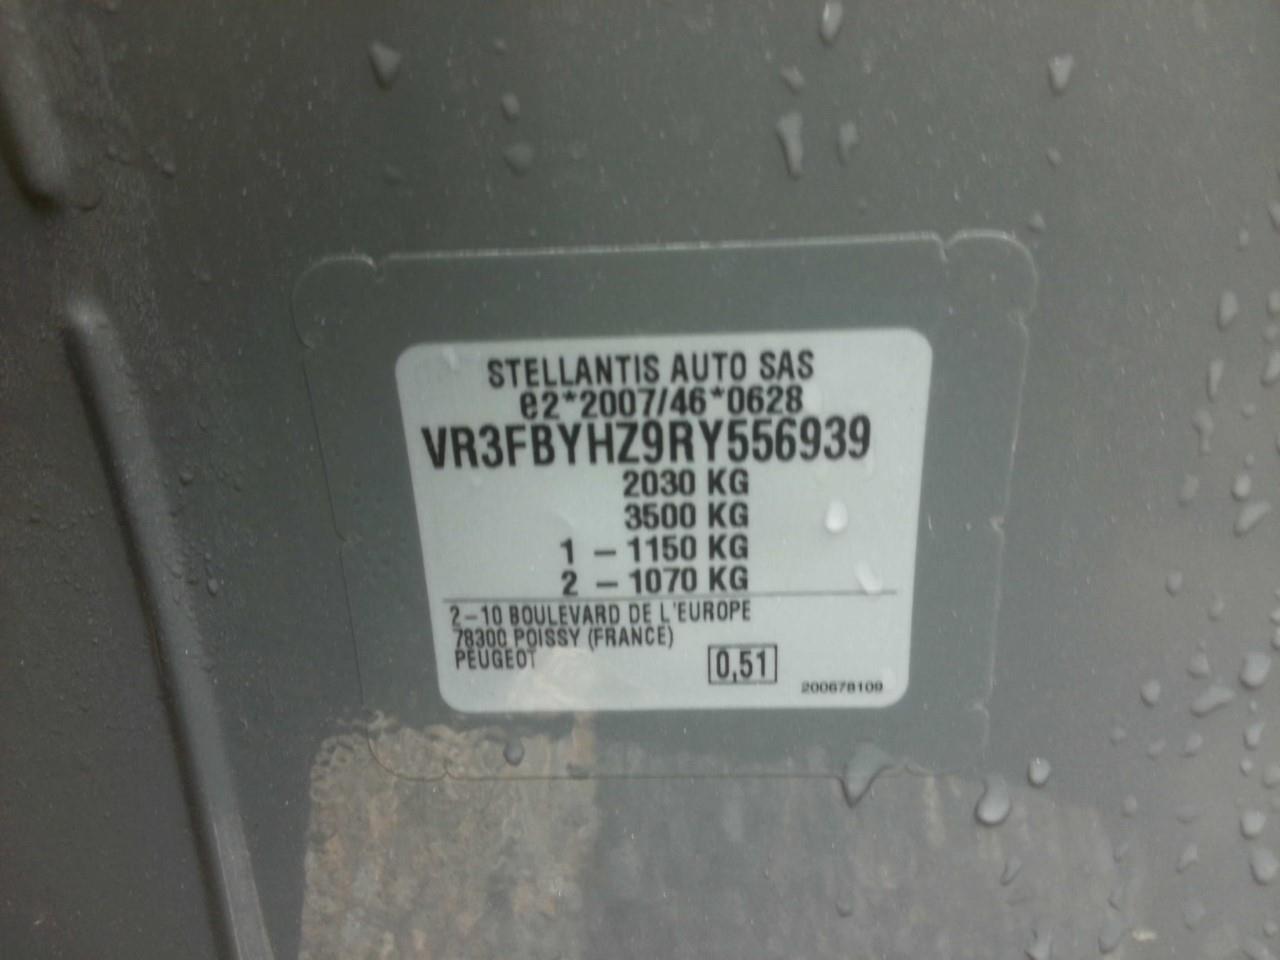 STELLANTIS AUTO SAS
e2*2007/46*0628
VR3FBYHZ9RY556939
2030 KG
3500 KG
1 – 1150 KG
2 – 1070 KG
2–10 BOULEVARD DE L'EUROPE
78300 POISSY (FRANCE)
PEUGEOT
0,51
200678109